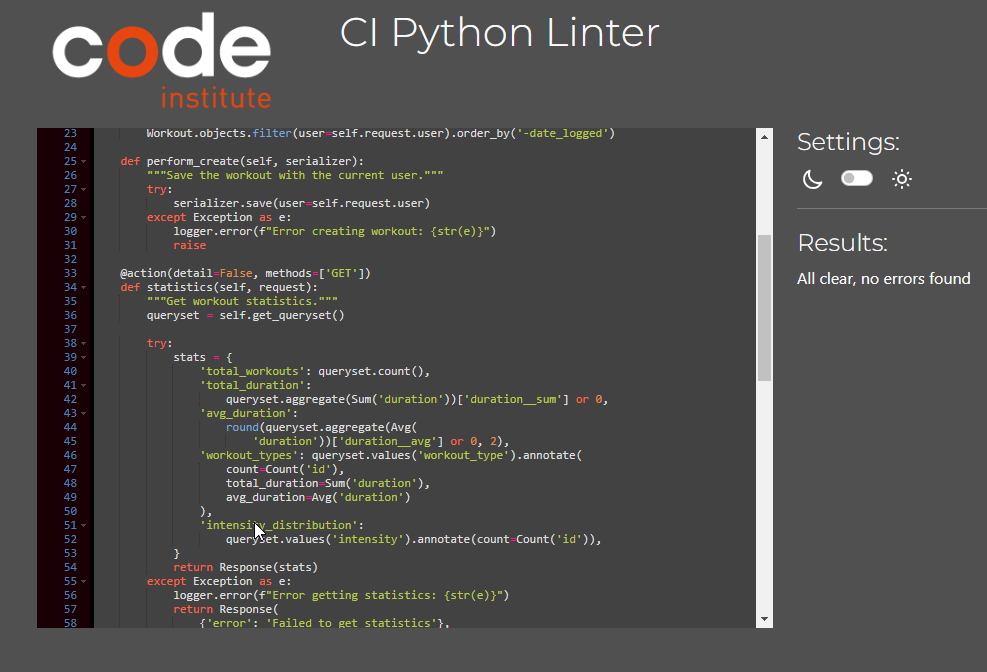 code
institute
CI Python Linter
23 Workout.objects.filter(user=self.request.user).order_by('-date_logged')
24
25 def perform_create(self, serializer):
26 """Save the workout with the current user."""
27 try:
28 serializer.save(user=self.request.user)
29 except Exception as e:
30 logger.error(f"Error creating workout: {str(e)}")
31 raise
32
33 @action(detail=False, methods=['GET'])
34 def statistics(self, request):
35 """Get workout statistics."""
36 queryset = self.get_queryset()
37
38 try:
39 stats = {
40 'total_workouts': queryset.count(),
41 'total_duration':
42 queryset.aggregate(Sum('duration'))['duration__sum'] or 0,
43 'avg_duration':
44 round(queryset.aggregate(Avg(
45 'duration'))['duration__avg'] or 0, 2),
46 'workout_types': queryset.values('workout_type').annotate(
47 count=Count('id'),
48 total_duration=Sum('duration'),
49 avg_duration=Avg('duration')
50 ),
51 'intensity_distribution':
52 queryset.values('intensity').annotate(count=Count('id')),
53 }
54 return Response(stats)
55 except Exception as e:
56 logger.error(f"Error getting statistics: {str(e)}")
57 return Response(
58 {'error': 'Failed to get statistics'},
Settings:
Results:
All clear, no errors found